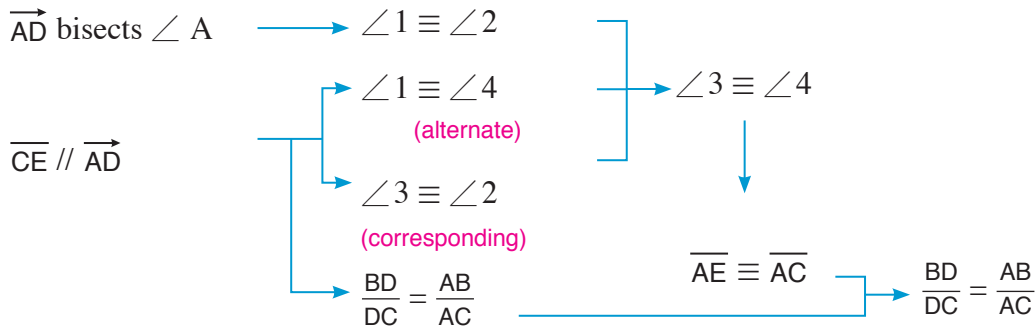 AD bisects ∠ A
∠1 ≡ ∠2
∠1 ≡ ∠4
(alternate)
∠3 ≡ ∠4
CE // AD
∠3 ≡ ∠2
(corresponding)
BD/DC = AB/AC
AE ≡ AC
BD/DC = AB/AC